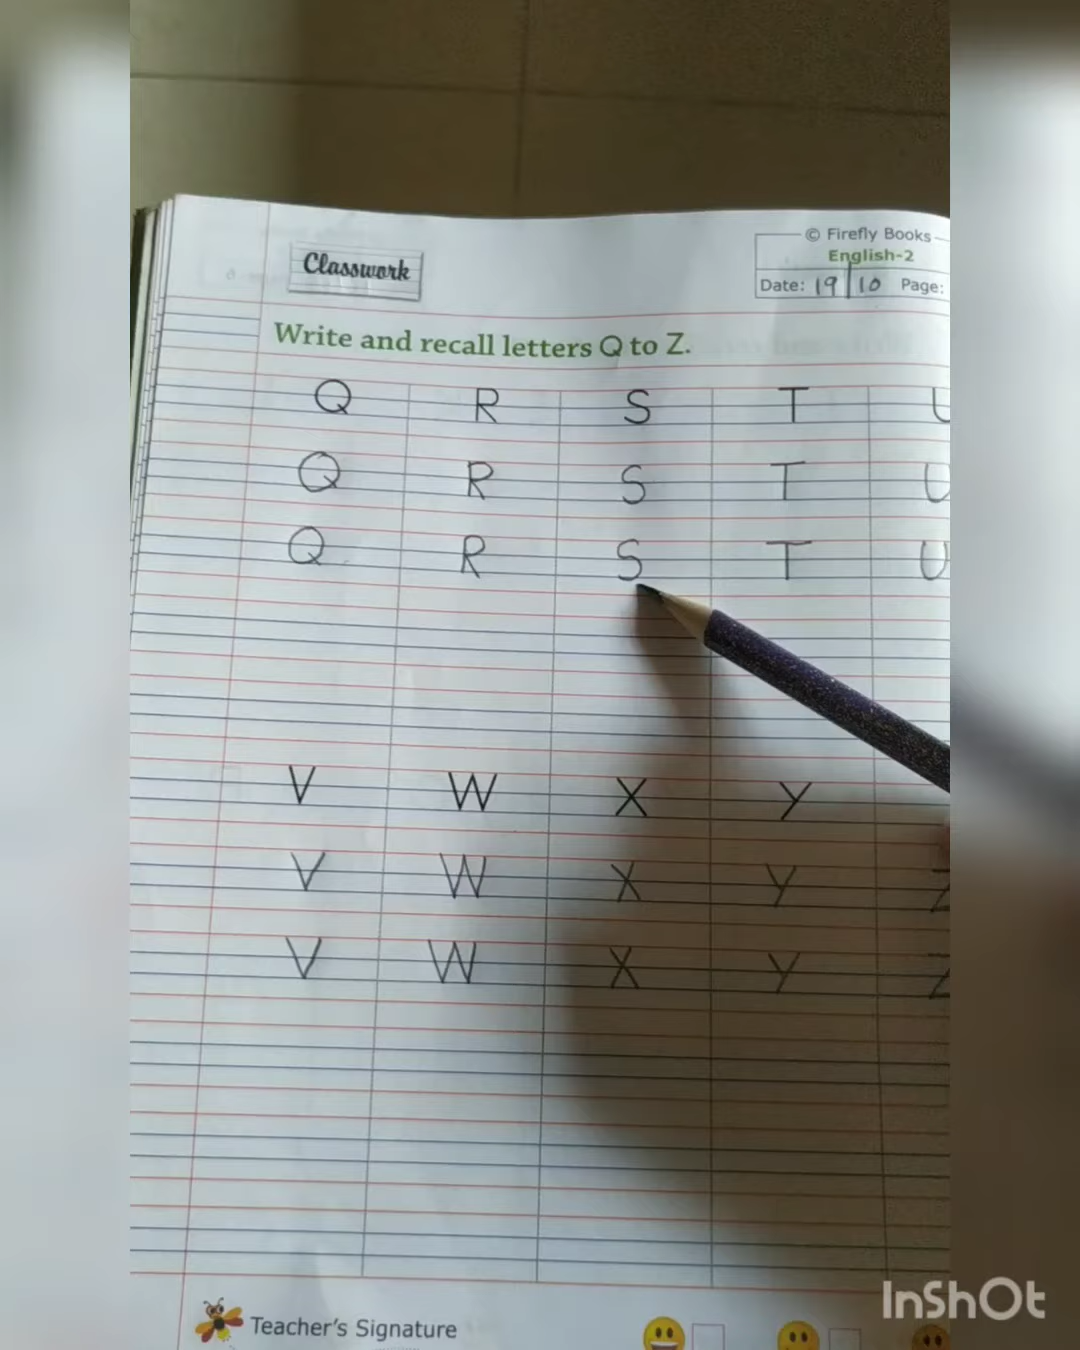 Classwork
© Firefly Books
English-2
Date: 19/10 Page:
Write and recall letters Q to Z.
Q R S T U
Q R S T U
Q R S T U
V W X Y
V W X Y Z
V W X Y Z
Teacher's Signature
InShOt